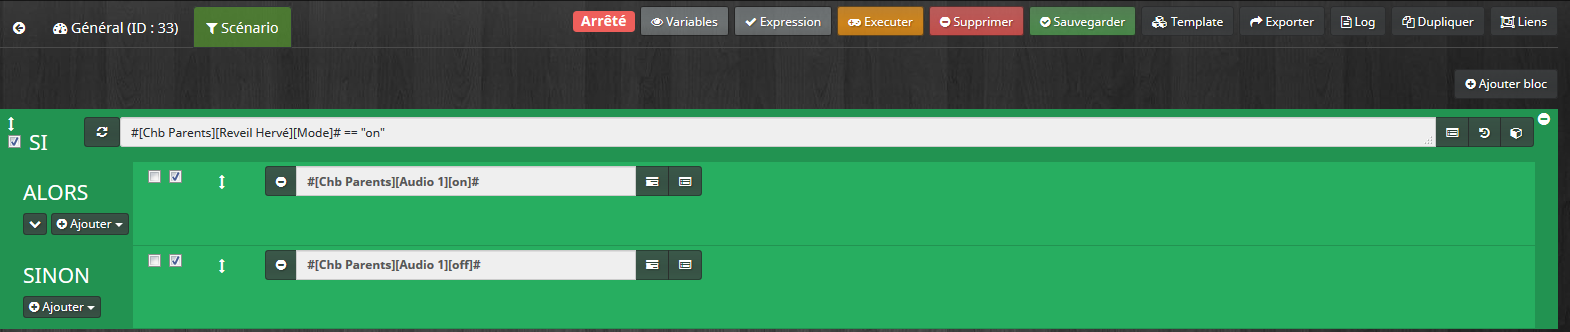 Général (ID : 33) Scénario Arrêté Variables Expression Executer Supprimer Sauvegarder Template Exporter Log Dupliquer Liens
Ajouter bloc
SI #[Chb Parents][Reveil Hervé][Mode]# == "on"
ALORS #[Chb Parents][Audio 1][on]#
Ajouter
SINON #[Chb Parents][Audio 1][off]#
Ajouter